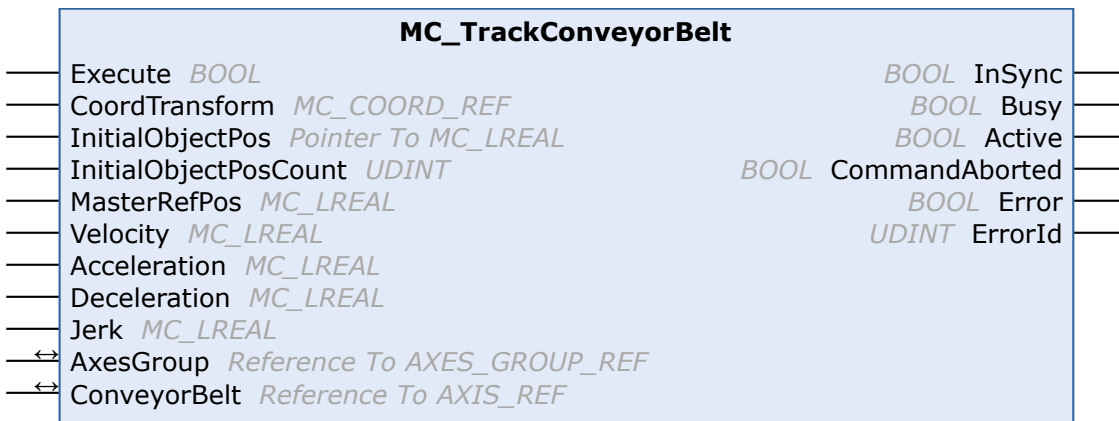 MC_TrackConveyorBelt
Execute BOOL BOOL InSync
CoordTransform MC_COORD_REF BOOL Busy
InitialObjectPos Pointer To MC_LREAL BOOL Active
InitialObjectPosCount UDINT BOOL CommandAborted
MasterRefPos MC_LREAL BOOL Error
Velocity MC_LREAL UDINT ErrorId
Acceleration MC_LREAL
Deceleration MC_LREAL
Jerk MC_LREAL
↔ AxesGroup Reference To AXES_GROUP_REF
↔ ConveyorBelt Reference To AXIS_REF